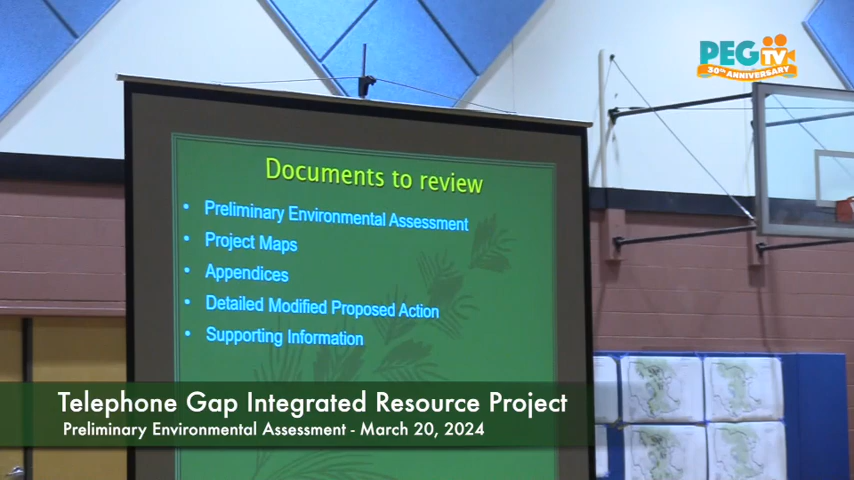 PEG TV
30TH ANNIVERSARY
Documents to review
• Preliminary Environmental Assessment
• Project Maps
• Appendices
• Detailed Modified Proposed Action
• Supporting Information
Telephone Gap Integrated Resource Project
Preliminary Environmental Assessment - March 20, 2024